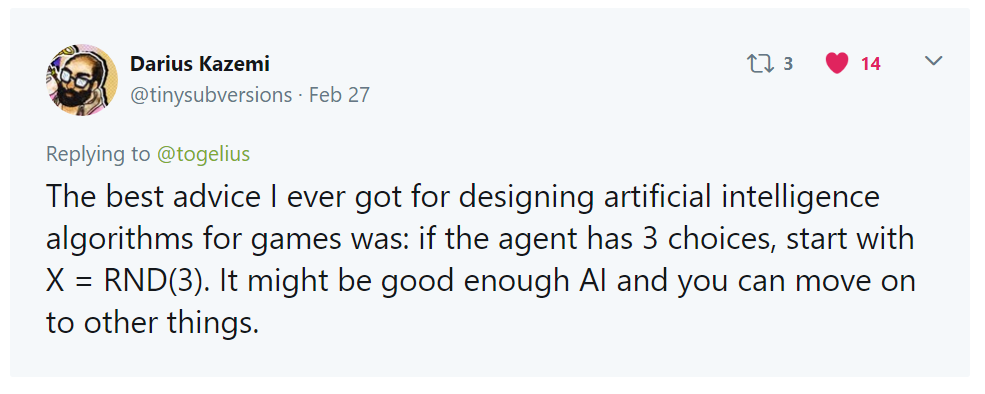 Darius Kazemi
3
14
@tinysubversions · Feb 27
Replying to @togelius
The best advice I ever got for designing artificial intelligence
algorithms for games was: if the agent has 3 choices, start with
X = RND(3). It might be good enough AI and you can move on
to other things.